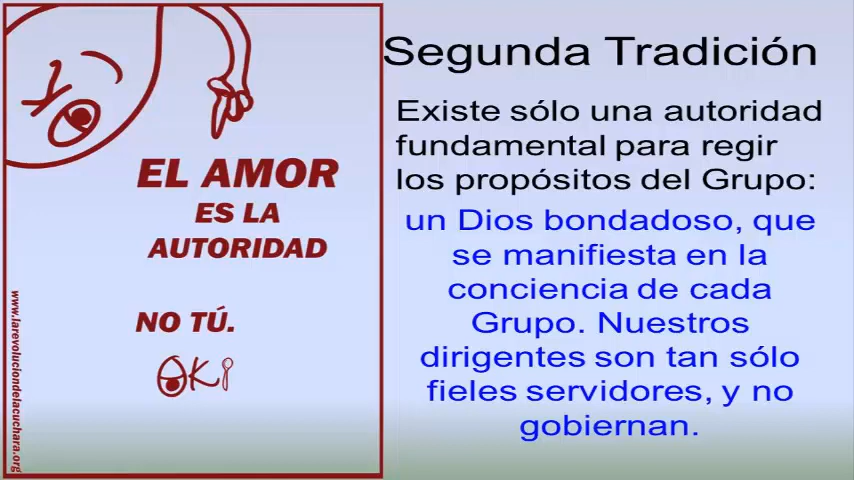 EL AMOR
ES LA
AUTORIDAD
NO TÚ.
OKI
www.larevoluciondelacuchara.org
Segunda Tradición
Existe sólo una autoridad
fundamental para regir
los propósitos del Grupo:
un Dios bondadoso, que
se manifiesta en la
conciencia de cada
Grupo. Nuestros
dirigentes son tan sólo
fieles servidores, y no
gobiernan.